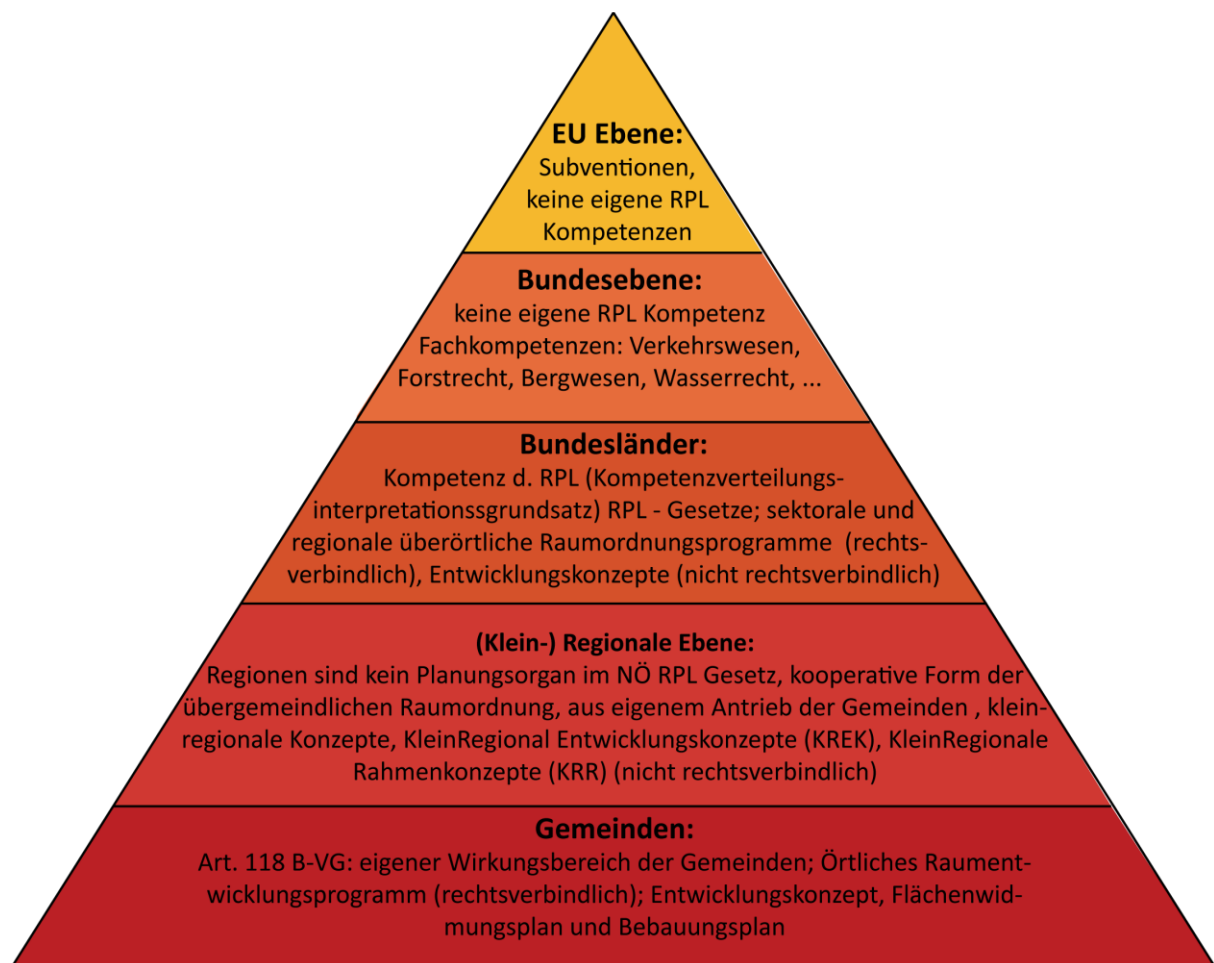 EU Ebene:
Subventionen,
keine eigene RPL
Kompetenzen
Bundesebene:
keine eigene RPL Kompetenz
Fachkompetenzen: Verkehrswesen,
Forstrecht, Bergwesen, Wasserrecht, ...
Bundesländer:
Kompetenz d. RPL (Kompetenzverteilungs-
interpretationssgrundsatz) RPL - Gesetze; sektorale und
regionale überörtliche Raumordnungsprogramme (rechts-
verbindlich), Entwicklungskonzepte (nicht rechtsverbindlich)
(Klein-) Regionale Ebene:
Regionen sind kein Planungsorgan im NÖ RPL Gesetz, kooperative Form der
übergemeindlichen Raumordnung, aus eigenem Antrieb der Gemeinden , klein-
regionale Konzepte, KleinRegional Entwicklungskonzepte (KREK), KleinRegionale
Rahmenkonzepte (KRR) (nicht rechtsverbindlich)
Gemeinden:
Art. 118 B-VG: eigener Wirkungsbereich der Gemeinden; Örtliches Raument-
wicklungsprogramm (rechtsverbindlich); Entwicklungskonzept, Flächenwid-
mungsplan und Bebauungsplan